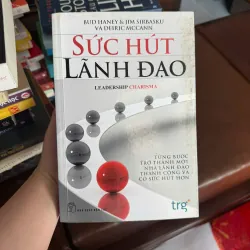 BUD HANEY & JIM SIRBASKU
VÀ DEIRIC MCCANN
SỨC HÚT
LÃNH ĐẠO
LEADERSHIP CHARISMA
TỪNG BƯỚC
TRỞ THÀNH MỘT
NHÀ LÃNH ĐẠO
THÀNH CÔNG VÀ
CÓ SỨC HÚT HƠN
trg